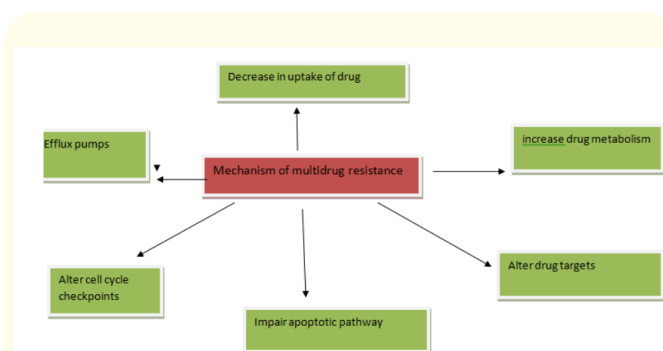 Decrease in uptake of drug
Efflux pumps
increase drug metabolism
Mechanism of multidrug resistance
Alter cell cycle
checkpoints
Alter drug targets
Impair apoptotic pathway